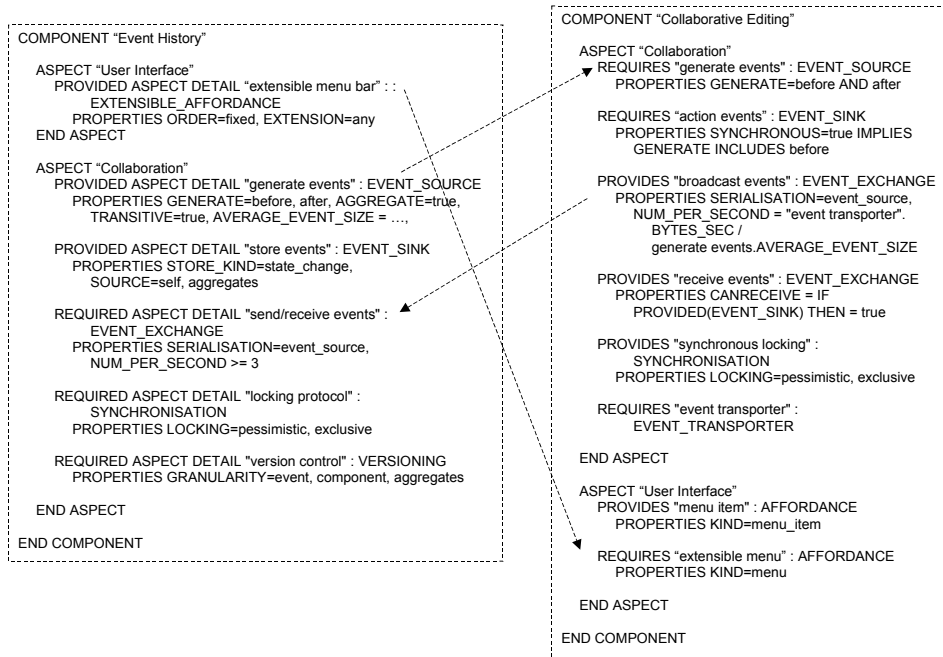 COMPONENT “Event History”
ASPECT “User Interface”
PROVIDED ASPECT DETAIL “extensible menu bar” : :
EXTENSIBLE_AFFORDANCE
PROPERTIES ORDER=fixed, EXTENSION=any
END ASPECT
ASPECT “Collaboration”
PROVIDED ASPECT DETAIL "generate events" : EVENT_SOURCE
PROPERTIES GENERATE=before, after, AGGREGATE=true,
TRANSITIVE=true, AVERAGE_EVENT_SIZE = …,
PROVIDED ASPECT DETAIL "store events" : EVENT_SINK
PROPERTIES STORE_KIND=state_change,
SOURCE=self, aggregates
REQUIRED ASPECT DETAIL "send/receive events" :
EVENT_EXCHANGE
PROPERTIES SERIALISATION=event_source,
NUM_PER_SECOND >= 3
REQUIRED ASPECT DETAIL "locking protocol" :
SYNCHRONISATION
PROPERTIES LOCKING=pessimistic, exclusive
REQUIRED ASPECT DETAIL "version control" : VERSIONING
PROPERTIES GRANULARITY=event, component, aggregates
END ASPECT
END COMPONENT
COMPONENT “Collaborative Editing”
ASPECT “Collaboration”
REQUIRES "generate events" : EVENT_SOURCE
PROPERTIES GENERATE=before AND after
REQUIRES “action events” : EVENT_SINK
PROPERTIES SYNCHRONOUS=true IMPLIES
GENERATE INCLUDES before
PROVIDES "broadcast events" : EVENT_EXCHANGE
PROPERTIES SERIALISATION=event_source,
NUM_PER_SECOND = "event transporter".
BYTES_SEC /
generate events.AVERAGE_EVENT_SIZE
PROVIDES "receive events" : EVENT_EXCHANGE
PROPERTIES CANRECEIVE = IF
PROVIDED(EVENT_SINK) THEN = true
PROVIDES "synchronous locking" :
SYNCHRONISATION
PROPERTIES LOCKING=pessimistic, exclusive
REQUIRES "event transporter" :
EVENT_TRANSPORTER
END ASPECT
ASPECT “User Interface”
PROVIDES "menu item" : AFFORDANCE
PROPERTIES KIND=menu_item
REQUIRES “extensible menu” : AFFORDANCE
PROPERTIES KIND=menu
END ASPECT
END COMPONENT